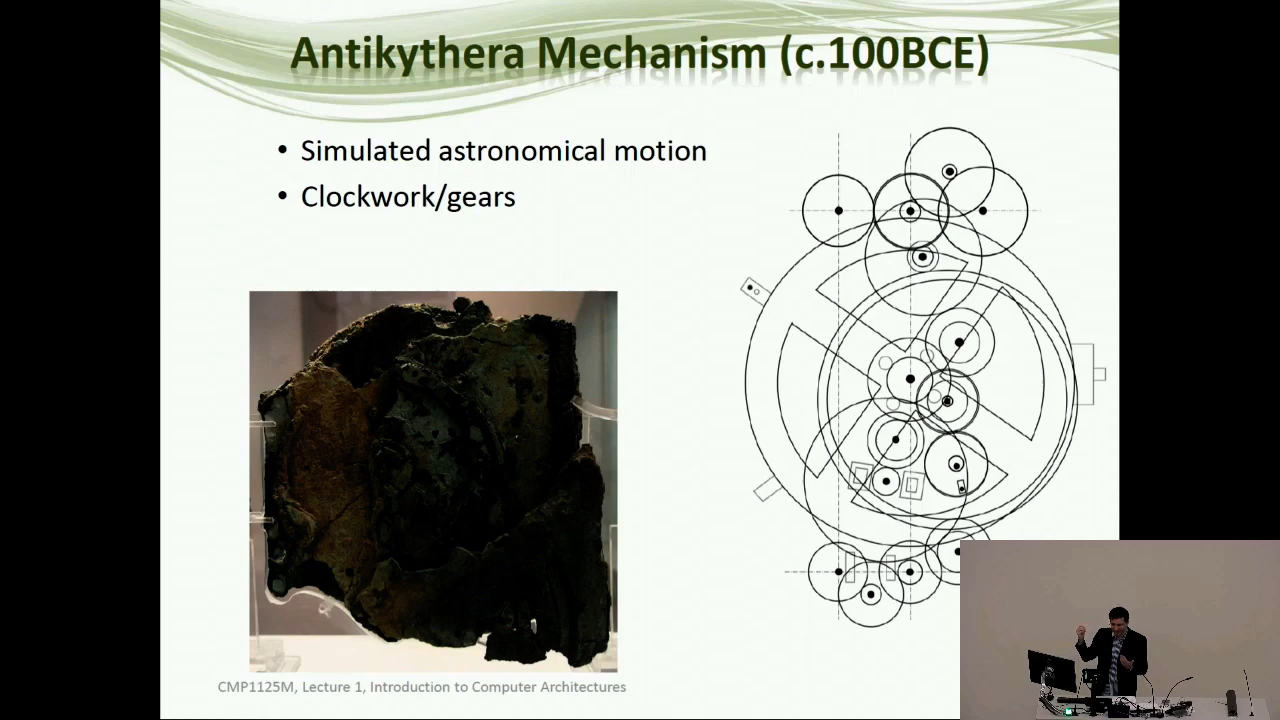 Antikythera Mechanism (c.100BCE)
• Simulated astronomical motion
• Clockwork/gears
CMP1125M, Lecture 1, Introduction to Computer Architectures